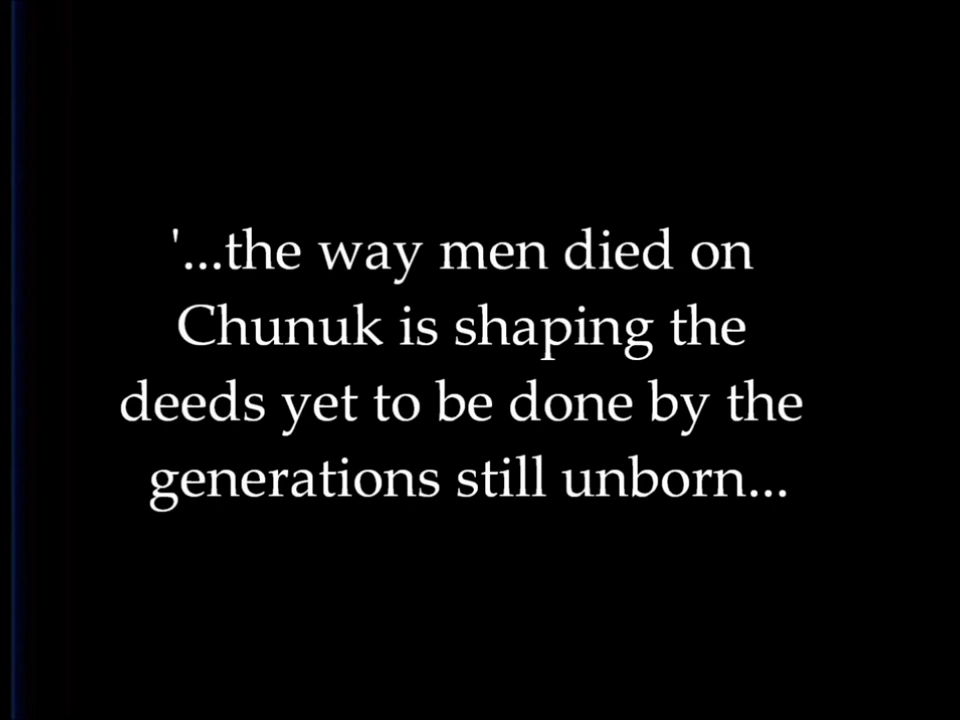 '...the way men died on
Chunuk is shaping the
deeds yet to be done by the
generations still unborn...